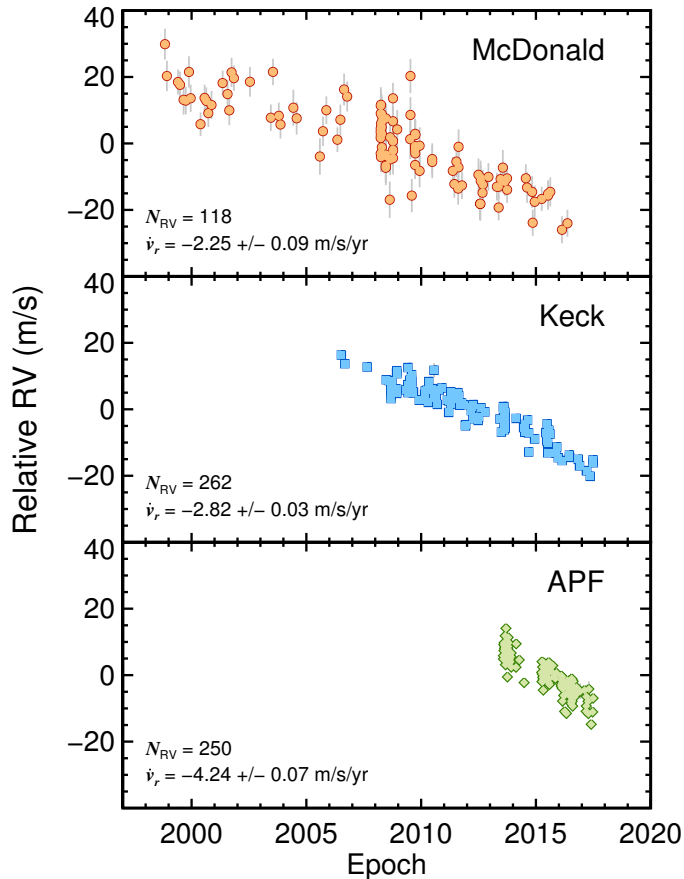 40
McDonald
20
0
−20
N_RV = 118
v̇_r = −2.25 +/− 0.09 m/s/yr
40
Keck
20
0
−20
N_RV = 262
v̇_r = −2.82 +/− 0.03 m/s/yr
40
APF
20
0
−20
N_RV = 250
v̇_r = −4.24 +/− 0.07 m/s/yr
Relative RV (m/s)
2000 2005 2010 2015 2020
Epoch